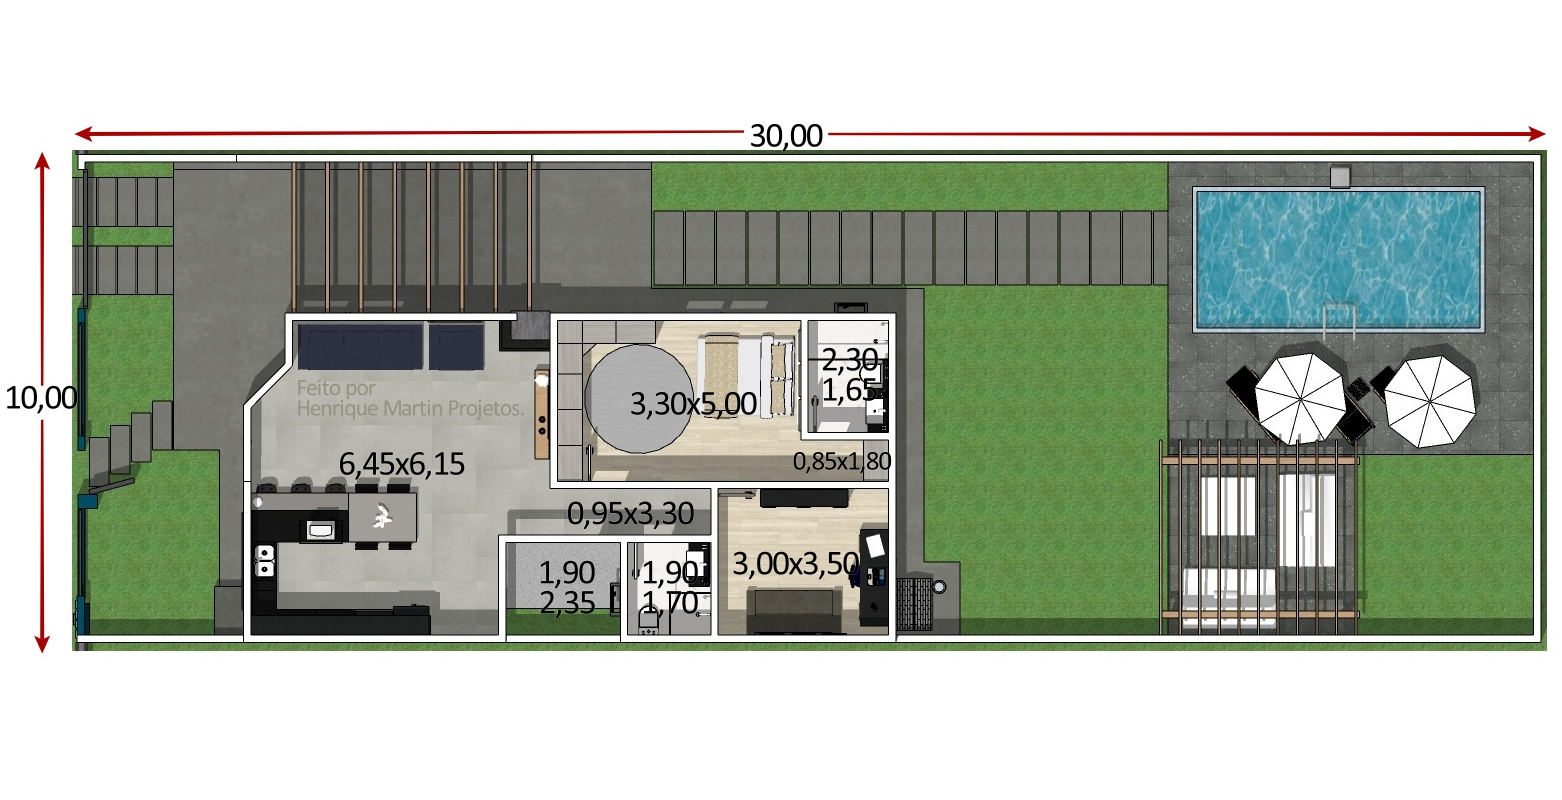 30,00
10,00
2,30
1,65
Feito por
Henrique Martin Projetos.
3,30x5,00
6,45x6,15
0,85x1,80
0,95x3,30
3,00x3,50
1,90
2,35
1,90
1,70